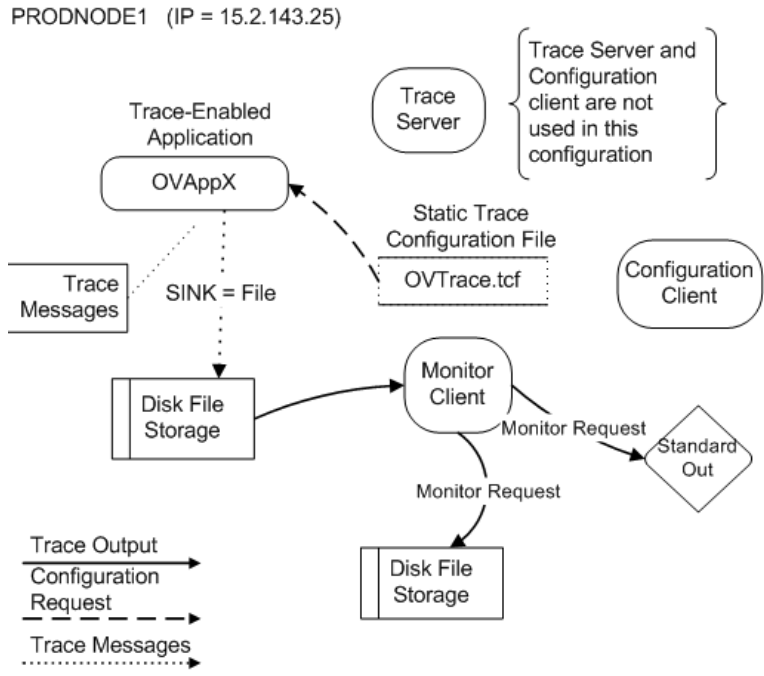 PRODNODE1 (IP = 15.2.143.25)
Trace Server and
Configuration
client are not
used in this
configuration
Trace
Server
Trace-Enabled
Application
OVAppX
Static Trace
Configuration File
OVTrace.tcf
Configuration
Client
Trace
Messages
SINK = File
Monitor
Client
Disk File
Storage
Monitor Request
Standard
Out
Monitor Request
Disk File
Storage
Trace Output
Configuration
Request
Trace Messages